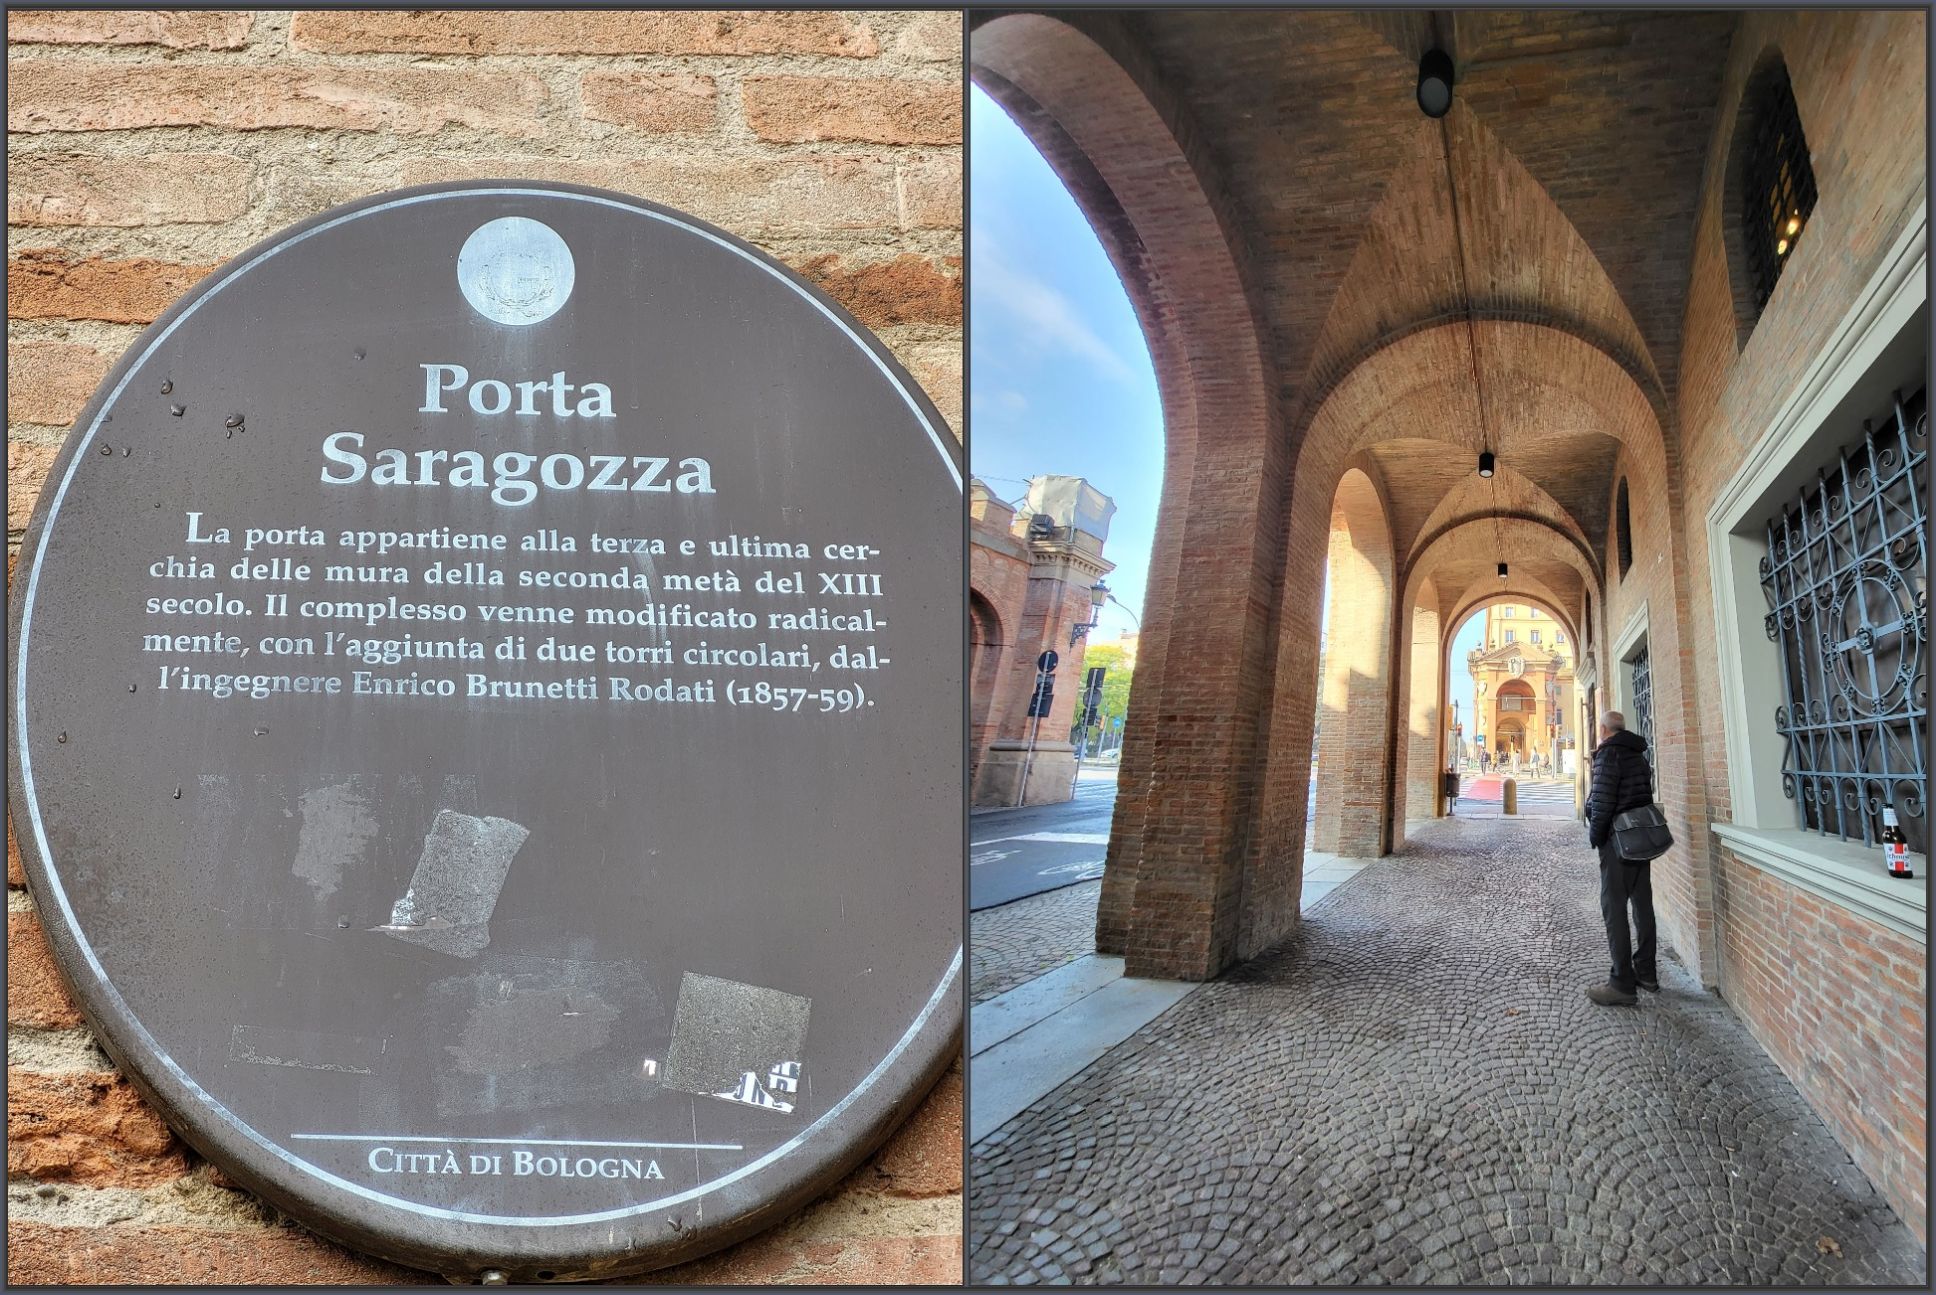 Porta
Saragozza
La porta appartiene alla terza e ultima cer-
chia delle mura della seconda metà del XIII
secolo. Il complesso venne modificato radical-
mente, con l'aggiunta di due torri circolari, dal-
l'ingegnere Enrico Brunetti Rodati (1857-59).
CITTÀ DI BOLOGNA